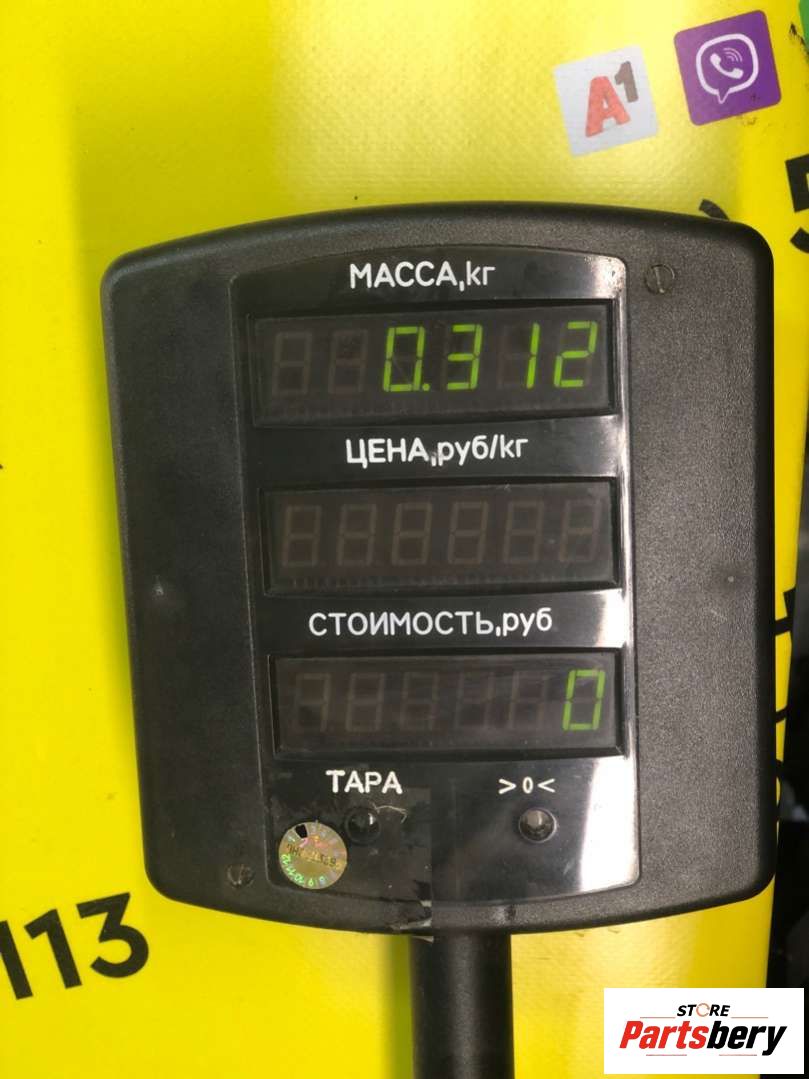 A1
МАССА,кг
0.312
ЦЕНА,руб/кг
СТОИМОСТЬ,руб
0
ТАРА
>0<
113
STORE
Partsbery